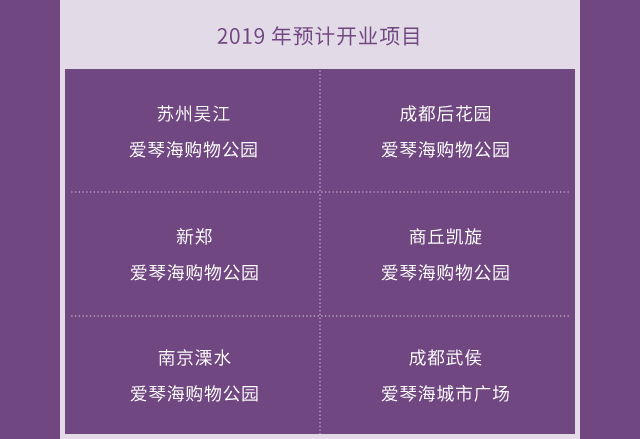 2019 年预计开业项目
苏州吴江
爱琴海购物公园
成都后花园
爱琴海购物公园
新郑
爱琴海购物公园
商丘凯旋
爱琴海购物公园
南京溧水
爱琴海购物公园
成都武侯
爱琴海城市广场